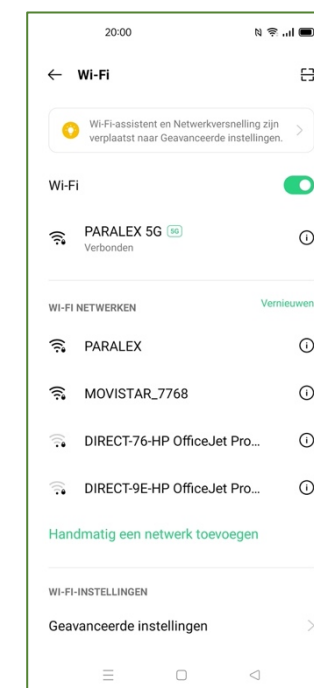 20:00
Wi-Fi
Wi-Fi-assistent en Netwerkversnelling zijn
verplaatst naar Geavanceerde instellingen.
Wi-Fi
PARALEX 5G 5G
Verbonden
WI-FI NETWERKEN Vernieuwen
PARALEX
MOVISTAR_7768
DIRECT-76-HP OfficeJet Pro...
DIRECT-9E-HP OfficeJet Pro...
Handmatig een netwerk toevoegen
WI-FI-INSTELLINGEN
Geavanceerde instellingen